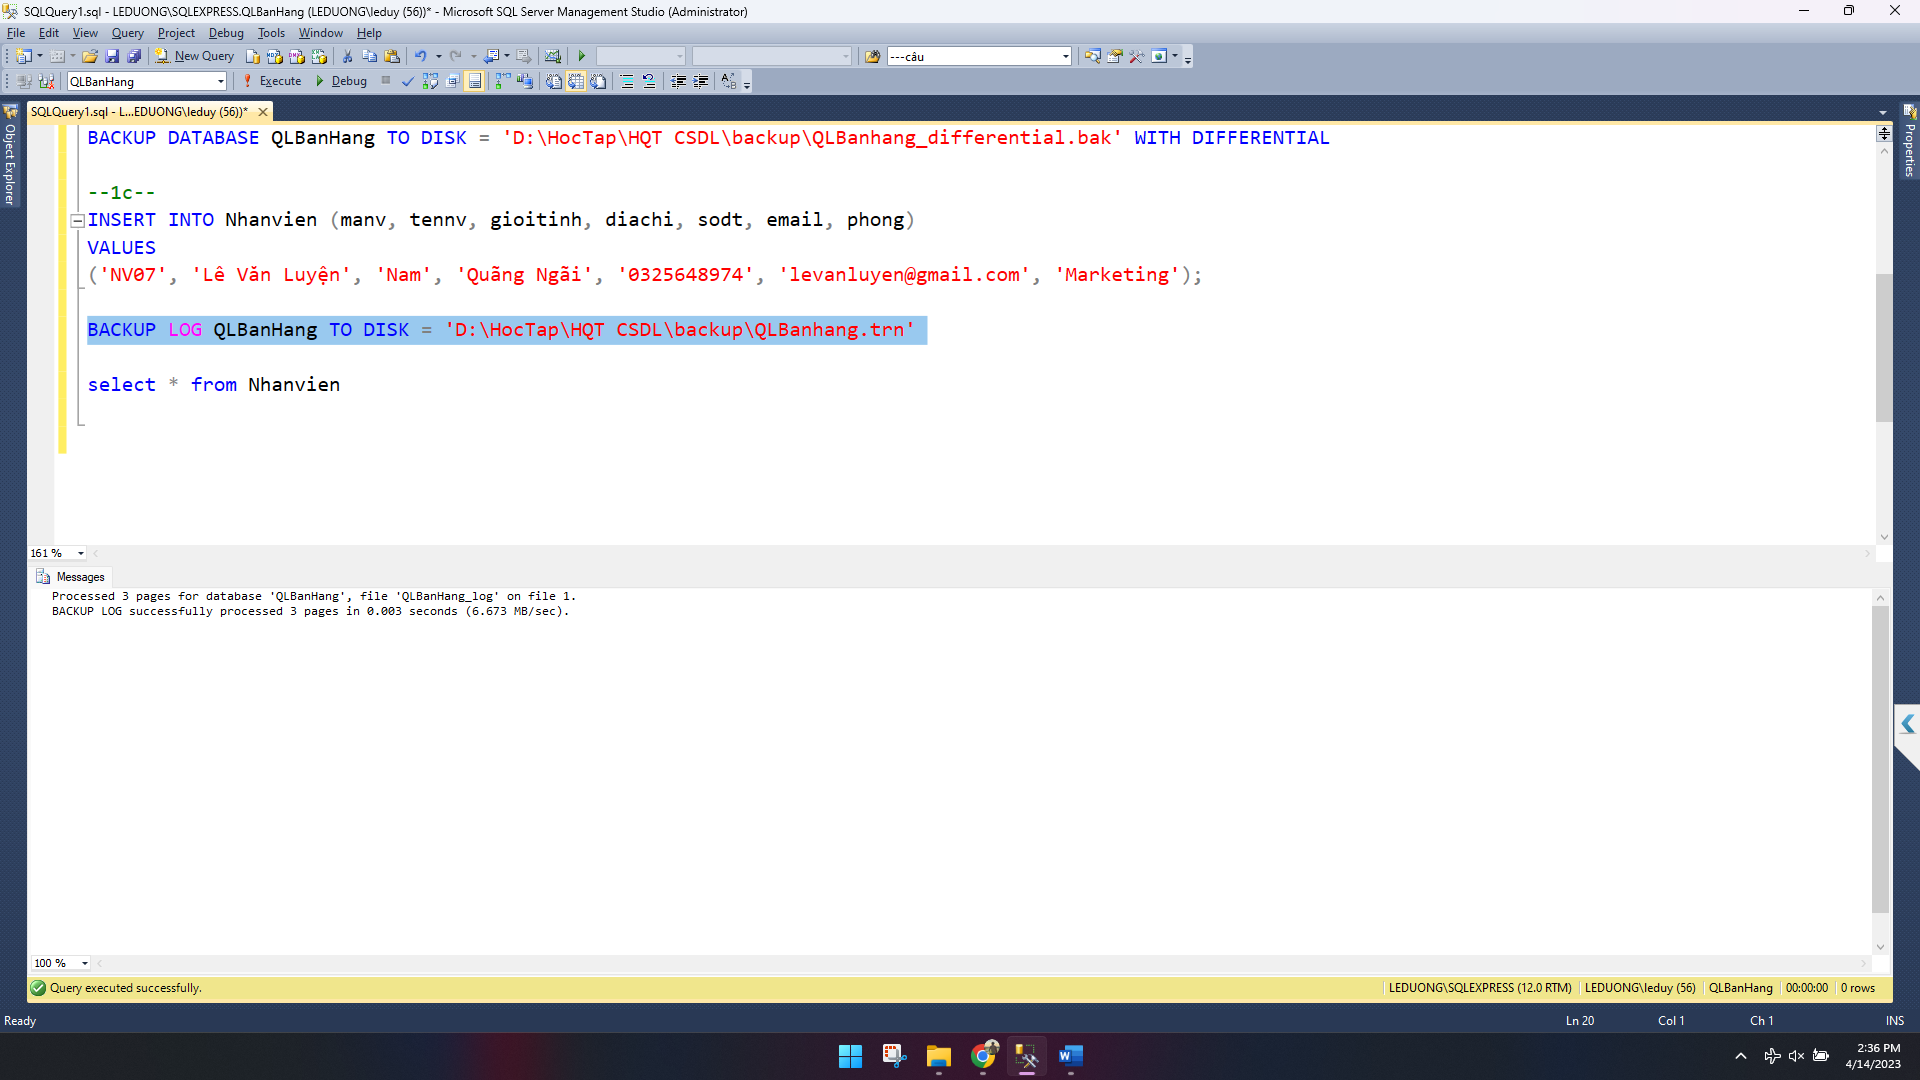 SQLQuery1.sql - LEDUONG\SQLEXPRESS.QLBanHang (LEDUONG\leduy (56))* - Microsoft SQL Server Management Studio (Administrator)
File Edit View Query Project Debug Tools Window Help
New Query ---câu
QLBanHang Execute Debug
SQLQuery1.sql - L...EDUONG\leduy (56))*
Object Explorer
Properties
BACKUP DATABASE QLBanHang TO DISK = 'D:\HocTap\HQT CSDL\backup\QLBanhang_differential.bak' WITH DIFFERENTIAL
--1c--
INSERT INTO Nhanvien (manv, tennv, gioitinh, diachi, sodt, email, phong)
VALUES
('NV07', 'Lê Văn Luyện', 'Nam', 'Quãng Ngãi', '0325648974', 'levanluyen@gmail.com', 'Marketing');
BACKUP LOG QLBanHang TO DISK = 'D:\HocTap\HQT CSDL\backup\QLBanhang.trn'
select * from Nhanvien
161 %
Messages
Processed 3 pages for database 'QLBanHang', file 'QLBanHang_log' on file 1.
BACKUP LOG successfully processed 3 pages in 0.003 seconds (6.673 MB/sec).
100 %
Query executed successfully. LEDUONG\SQLEXPRESS (12.0 RTM) LEDUONG\leduy (56) QLBanHang 00:00:00 0 rows
Ready Ln 20 Col 1 Ch 1 INS
2:36 PM
4/14/2023